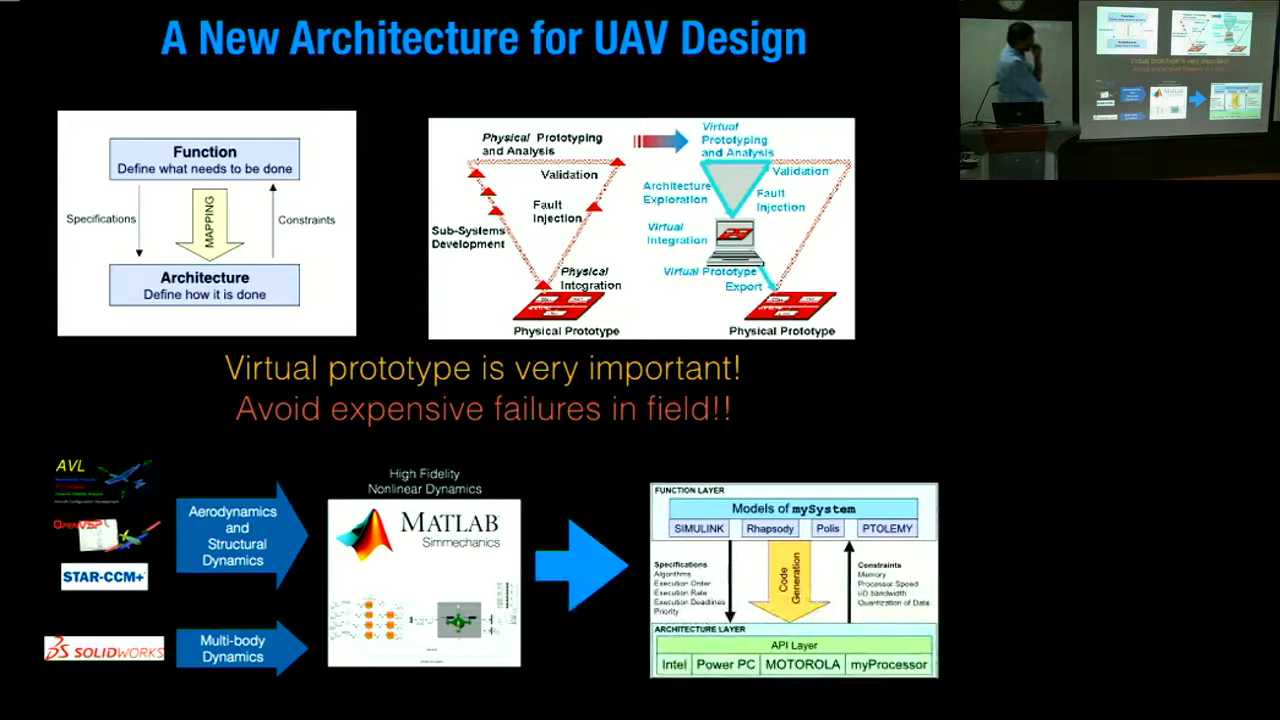 A New Architecture for UAV Design
Function
Define what needs to be done
Specifications
MAPPING
Constraints
Architecture
Define how it is done
Physical Prototyping
and Analysis
Validation
Fault
Injection
Sub-Systems
Development
Physical
Integration
Physical Prototype
Virtual
Prototyping
and Analysis
Validation
Architecture
Exploration
Fault
Injection
Virtual
Integration
Virtual Prototype
Export
Physical Prototype
Virtual prototype is very important!
Avoid expensive failures in field!!
AVL
OpenVSP
STAR-CCM+
SOLIDWORKS
Aerodynamics
and
Structural
Dynamics
Multi-body
Dynamics
High Fidelity
Nonlinear Dynamics
MATLAB
Simmechanics
FUNCTION LAYER
Models of mySystem
SIMULINK Rhapsody Polis PTOLEMY
Specifications
Algorithms
Execution Order
Execution Rate
Execution Deadlines
Priority
Code
Generation
Constraints
Memory
Processor Speed
I/O bandwidth
Quantization of Data
ARCHITECTURE LAYER
API Layer
Intel Power PC MOTOROLA myProcessor